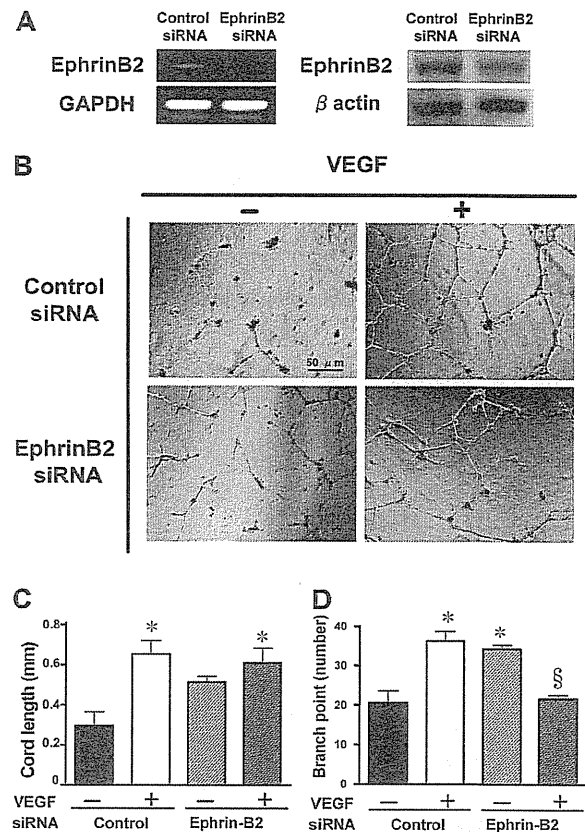 A
Control siRNA
EphrinB2 siRNA
EphrinB2
GAPDH
Control siRNA
EphrinB2 siRNA
EphrinB2
β actin
B
VEGF
− +
Control siRNA
50 μm
EphrinB2 siRNA
C
*
*
Cord length (mm)
0.8
0.6
0.4
0.2
0
VEGF − + − +
siRNA Control Ephrin-B2
D
*
*
§
Branch point (number)
40
30
20
10
0
VEGF − + − +
siRNA Control Ephrin-B2